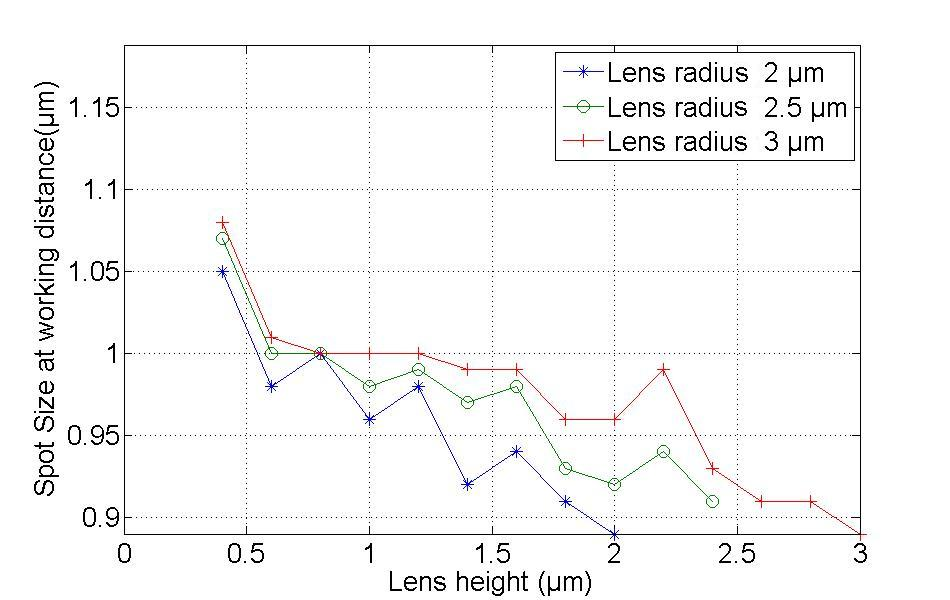 Spot Size at working distance(µm)
1.15
1.1
1.05
1
0.95
0.9
Lens radius  2 µm
Lens radius  2.5 µm
Lens radius  3 µm
0 0.5 1 1.5 2 2.5 3
Lens height (µm)